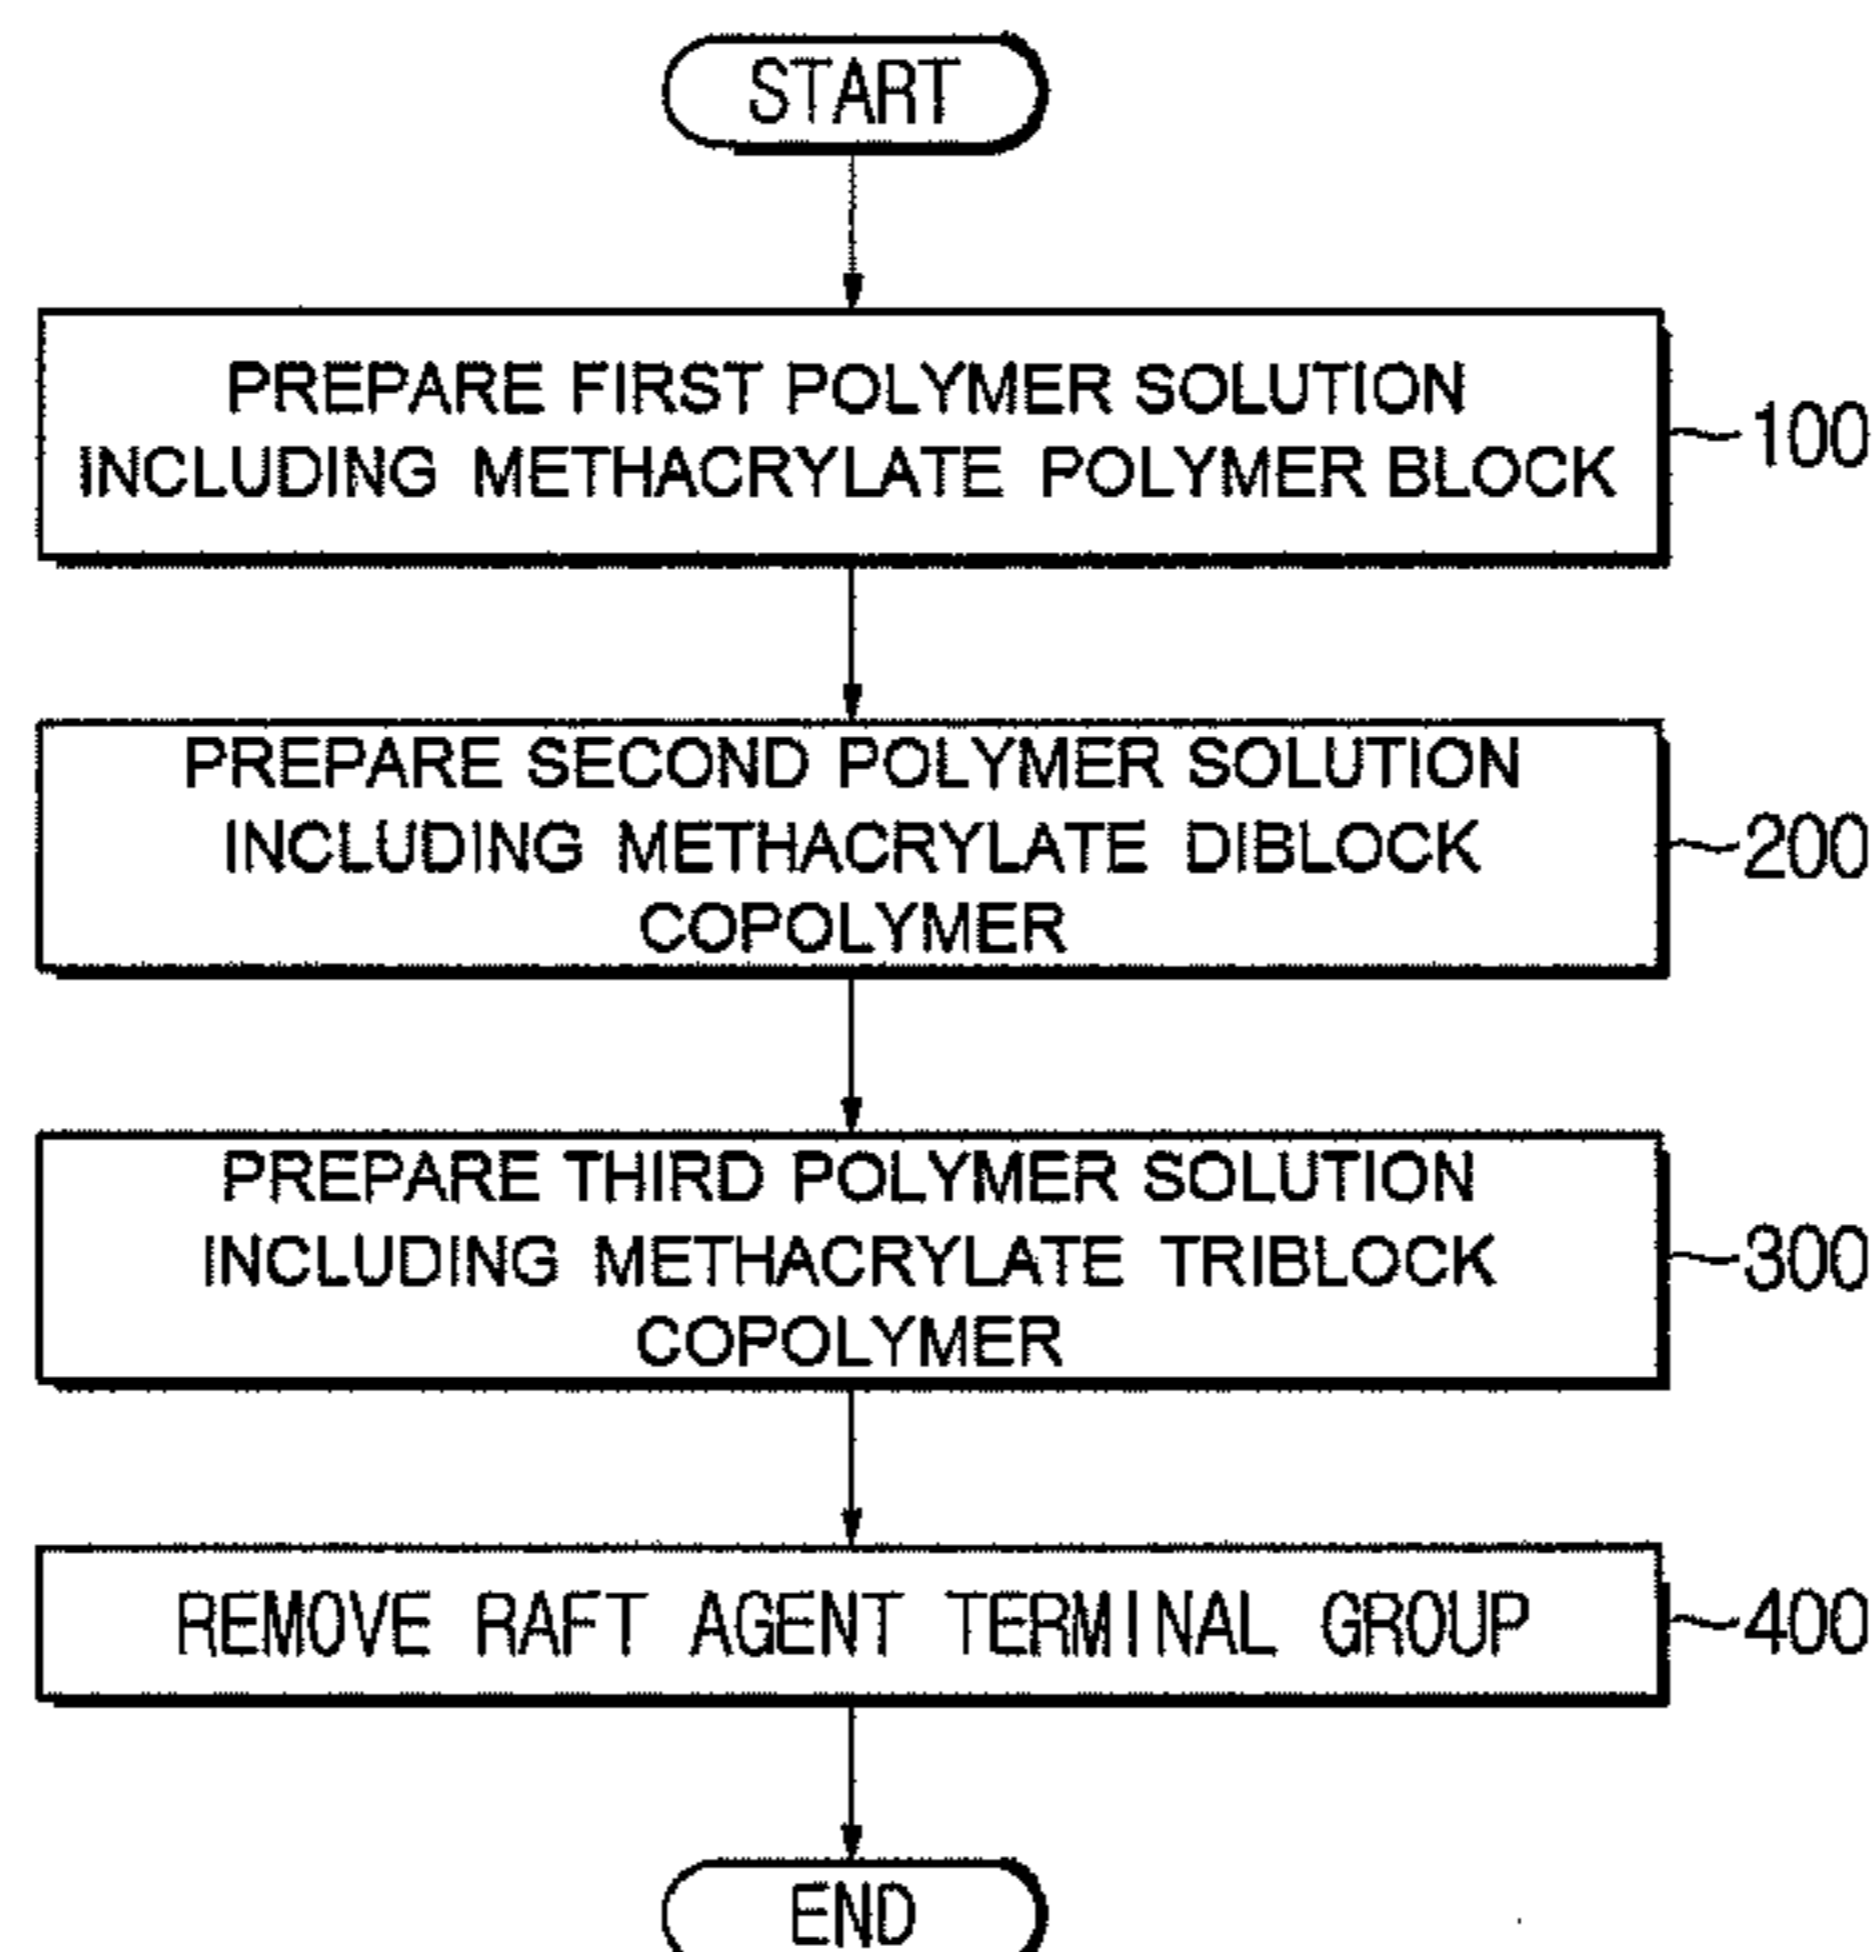 START
PREPARE FIRST POLYMER SOLUTION
INCLUDING METHACRYLATE POLYMER BLOCK
100
PREPARE SECOND POLYMER SOLUTION
INCLUDING METHACRYLATE DIBLOCK
COPOLYMER
200
PREPARE THIRD POLYMER SOLUTION
INCLUDING METHACRYLATE TRIBLOCK
COPOLYMER
300
REMOVE RAFT AGENT TERMINAL GROUP
400
END